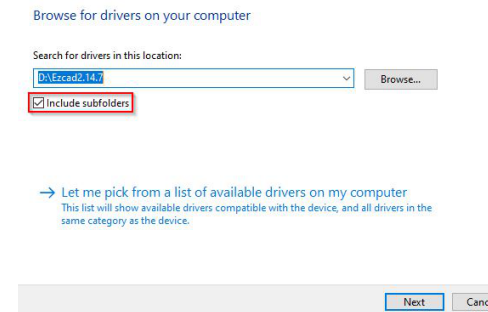 Browse for drivers on your computer
Search for drivers in this location:
D:\Ezcad2.14.7
Browse...
Include subfolders
Let me pick from a list of available drivers on my computer
This list will show available drivers compatible with the device, and all drivers in the
same category as the device.
Next
Canc